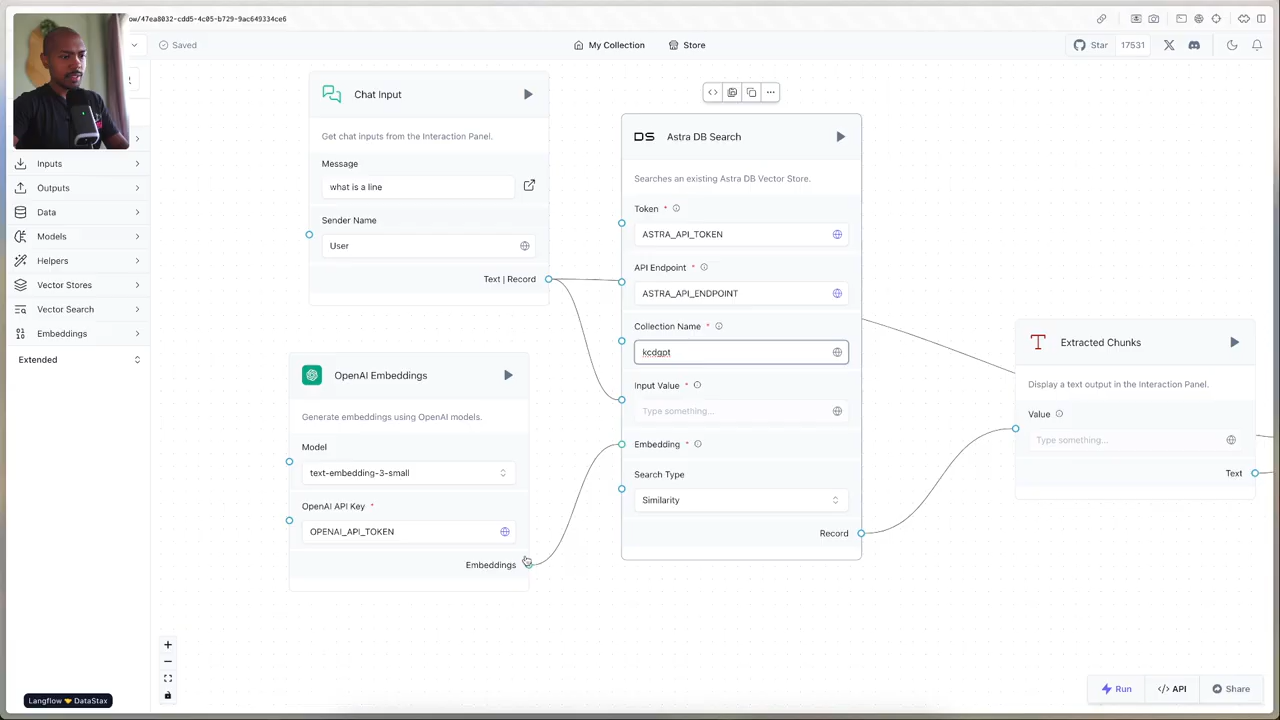 ow/47ea8032-cdd5-4c05-b729-9ac649334ce6
Saved
My Collection
Store
Star
17531
Inputs
Outputs
Data
Models
Helpers
Vector Stores
Vector Search
Embeddings
Extended
Chat Input
Get chat inputs from the Interaction Panel.
Message
what is a line
Sender Name
User
Text | Record
OpenAI Embeddings
Generate embeddings using OpenAI models.
Model
text-embedding-3-small
OpenAI API Key *
OPENAI_API_TOKEN
Embeddings
DS Astra DB Search
Searches an existing Astra DB Vector Store.
Token *
ASTRA_API_TOKEN
API Endpoint *
ASTRA_API_ENDPOINT
Collection Name *
kcdgpt
Input Value *
Type something...
Embedding *
Search Type
Similarity
Record
T Extracted Chunks
Display a text output in the Interaction Panel.
Value
Type something...
Text
Langflow 🤝 DataStax
Run
</> API
Share